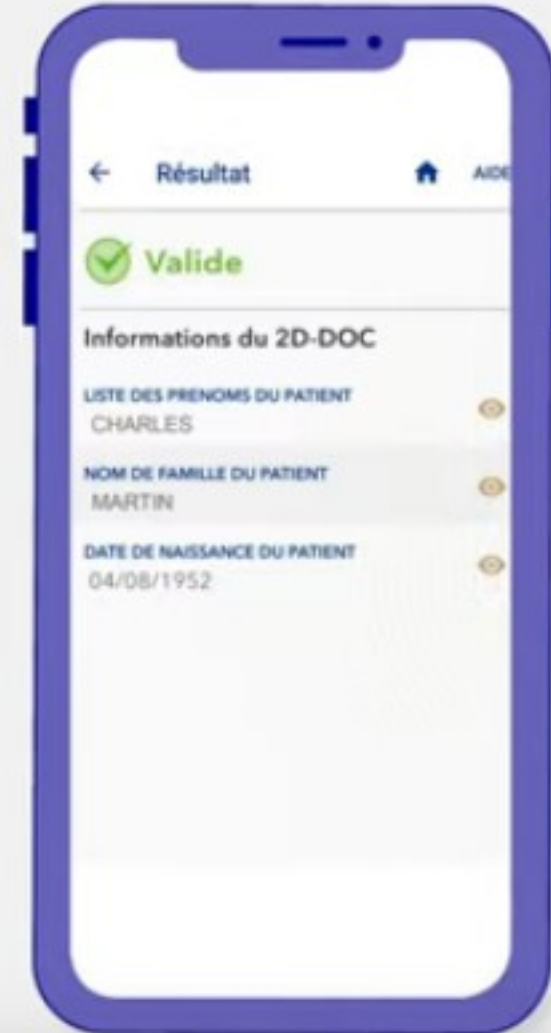 ← Résultat AIDE
Valide
Informations du 2D-DOC
LISTE DES PRENOMS DU PATIENT
CHARLES
NOM DE FAMILLE DU PATIENT
MARTIN
DATE DE NAISSANCE DU PATIENT
04/08/1952